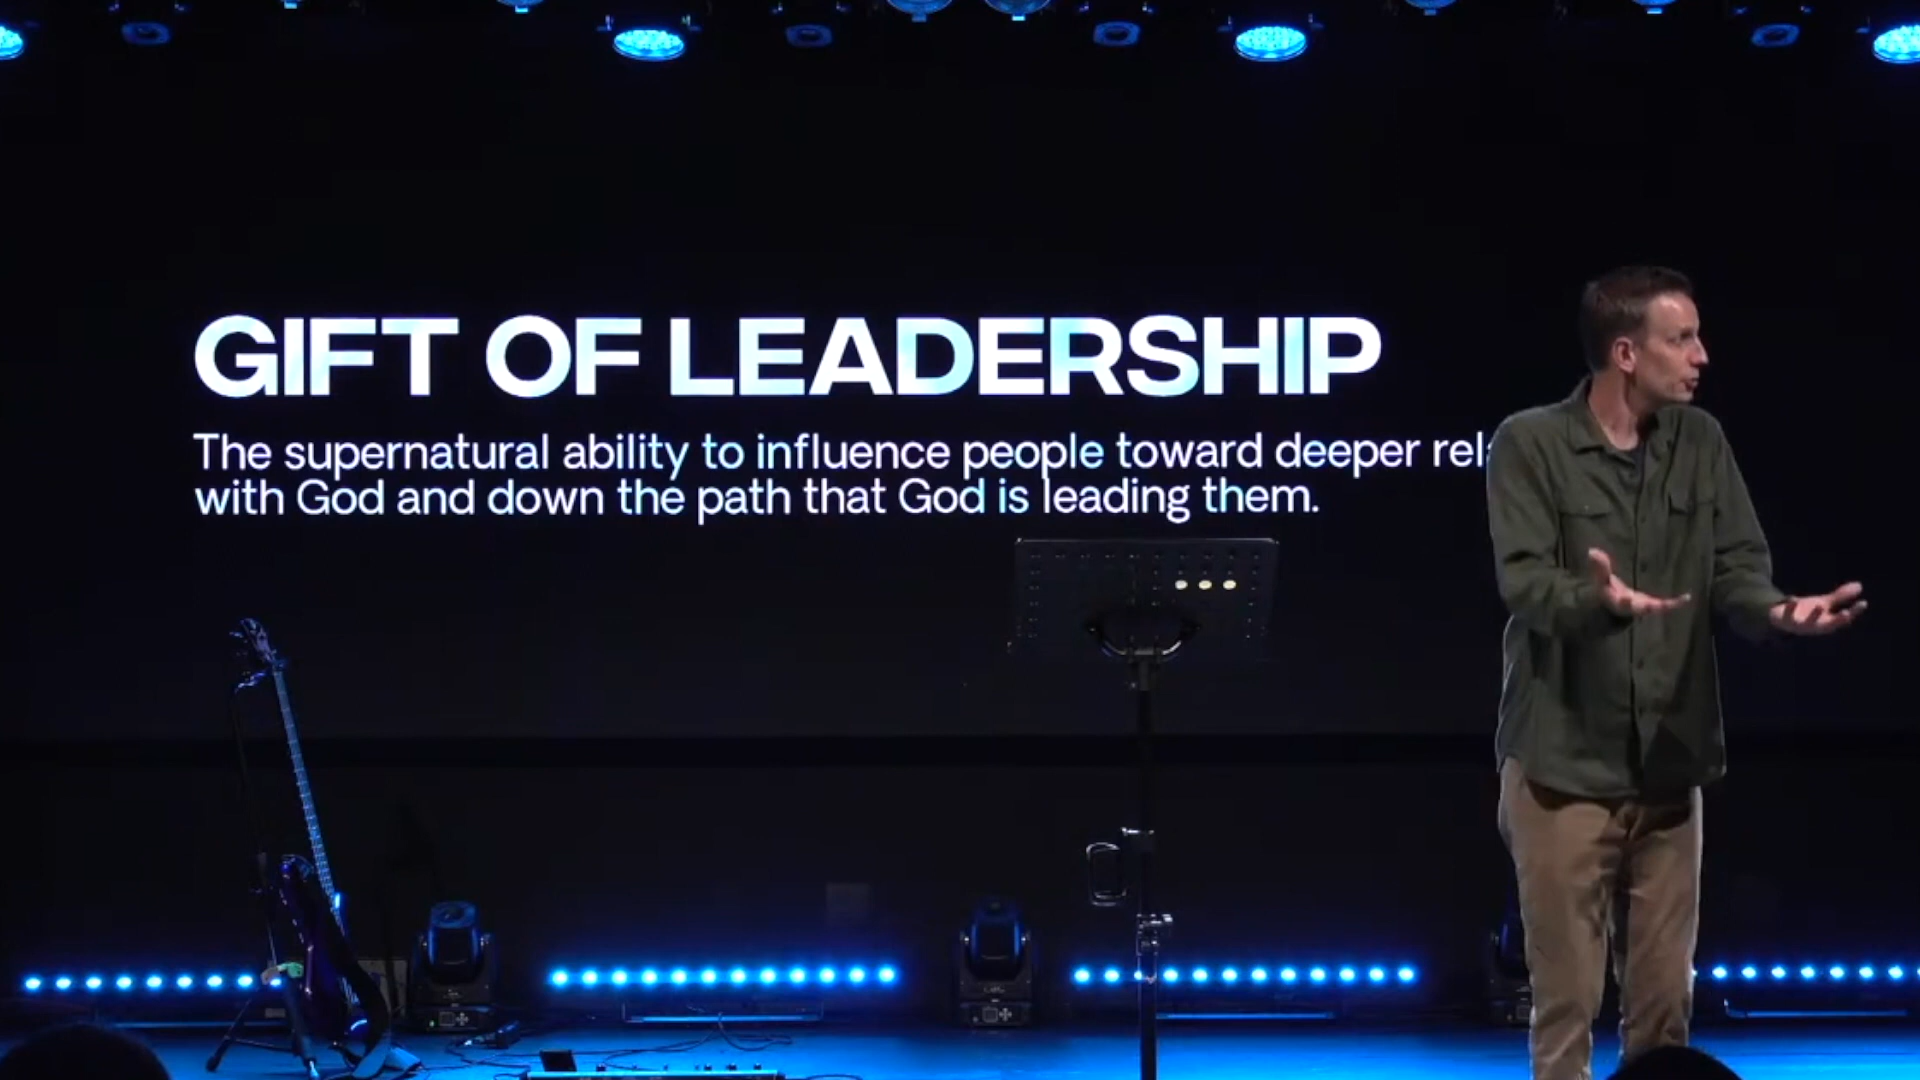 GIFT OF LEADERSHIP
The supernatural ability to influence people toward deeper
with God and down the path that God is leading them.